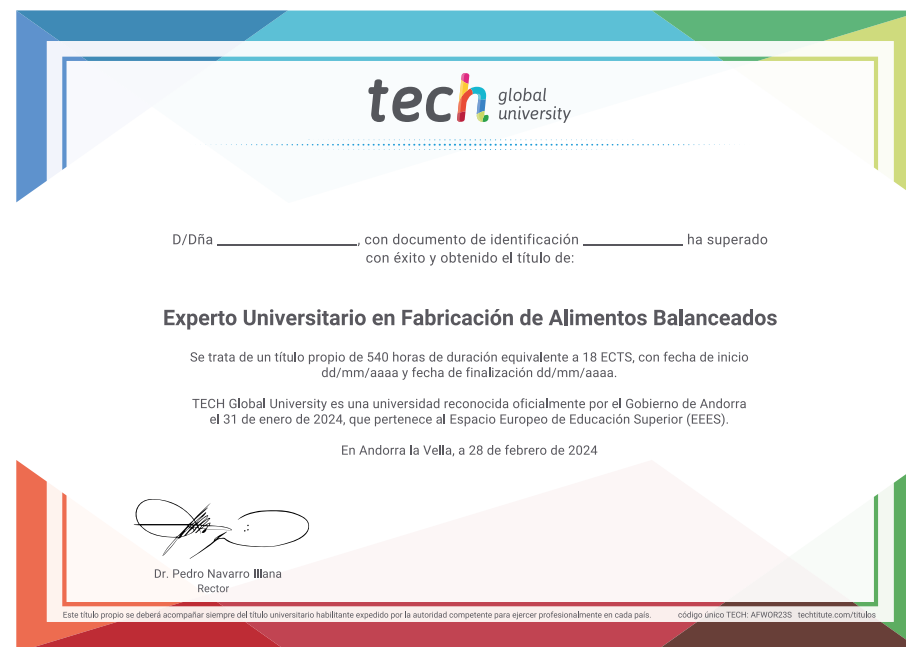 tech global university
D/Dña ____________________, con documento de identificación ______________ ha superado
con éxito y obtenido el título de:
Experto Universitario en Fabricación de Alimentos Balanceados
Se trata de un título propio de 540 horas de duración equivalente a 18 ECTS, con fecha de inicio
dd/mm/aaaa y fecha de finalización dd/mm/aaaa.
TECH Global University es una universidad reconocida oficialmente por el Gobierno de Andorra
el 31 de enero de 2024, que pertenece al Espacio Europeo de Educación Superior (EEES).
En Andorra la Vella, a 28 de febrero de 2024
Dr. Pedro Navarro Illana
Rector
Este título propio se deberá acompañar siempre del título universitario habilitante expedido por la autoridad competente para ejercer profesionalmente en cada país. código único TECH: AFWOR23S techtitute.com/titulos